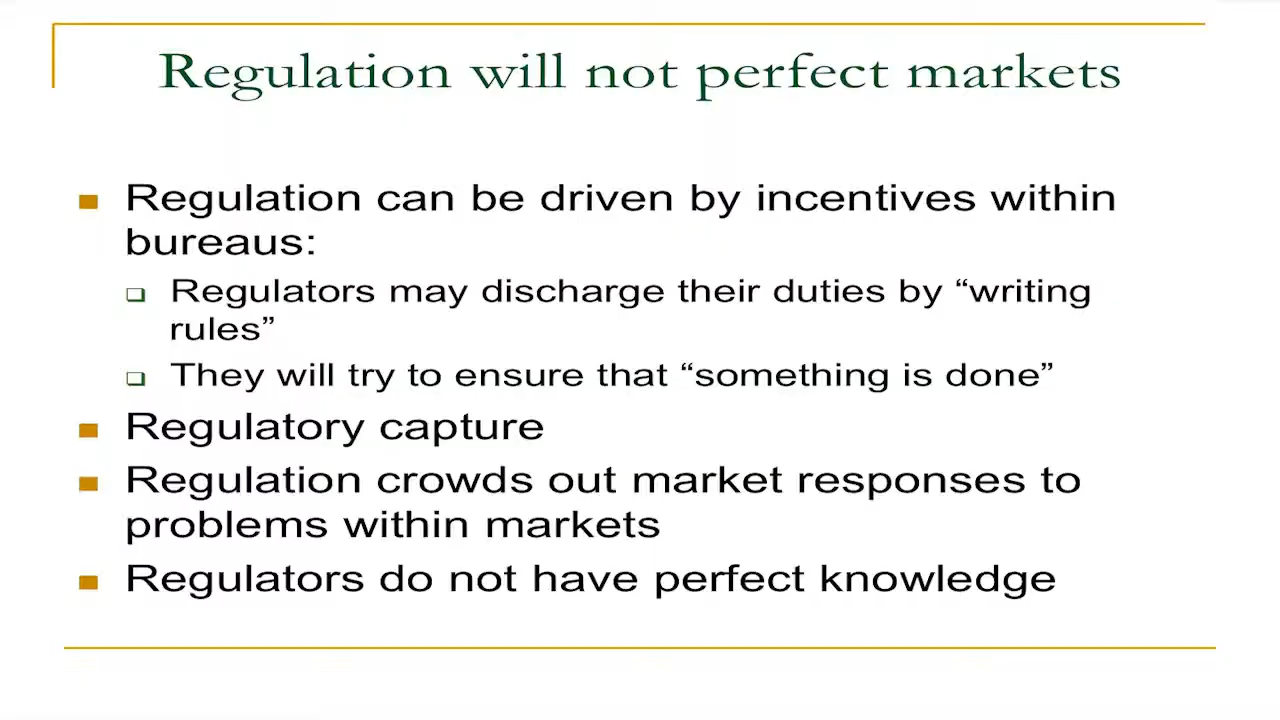 Regulation will not perfect markets
Regulation can be driven by incentives within
bureaus:
Regulators may discharge their duties by “writing
rules”
They will try to ensure that “something is done”
Regulatory capture
Regulation crowds out market responses to
problems within markets
Regulators do not have perfect knowledge